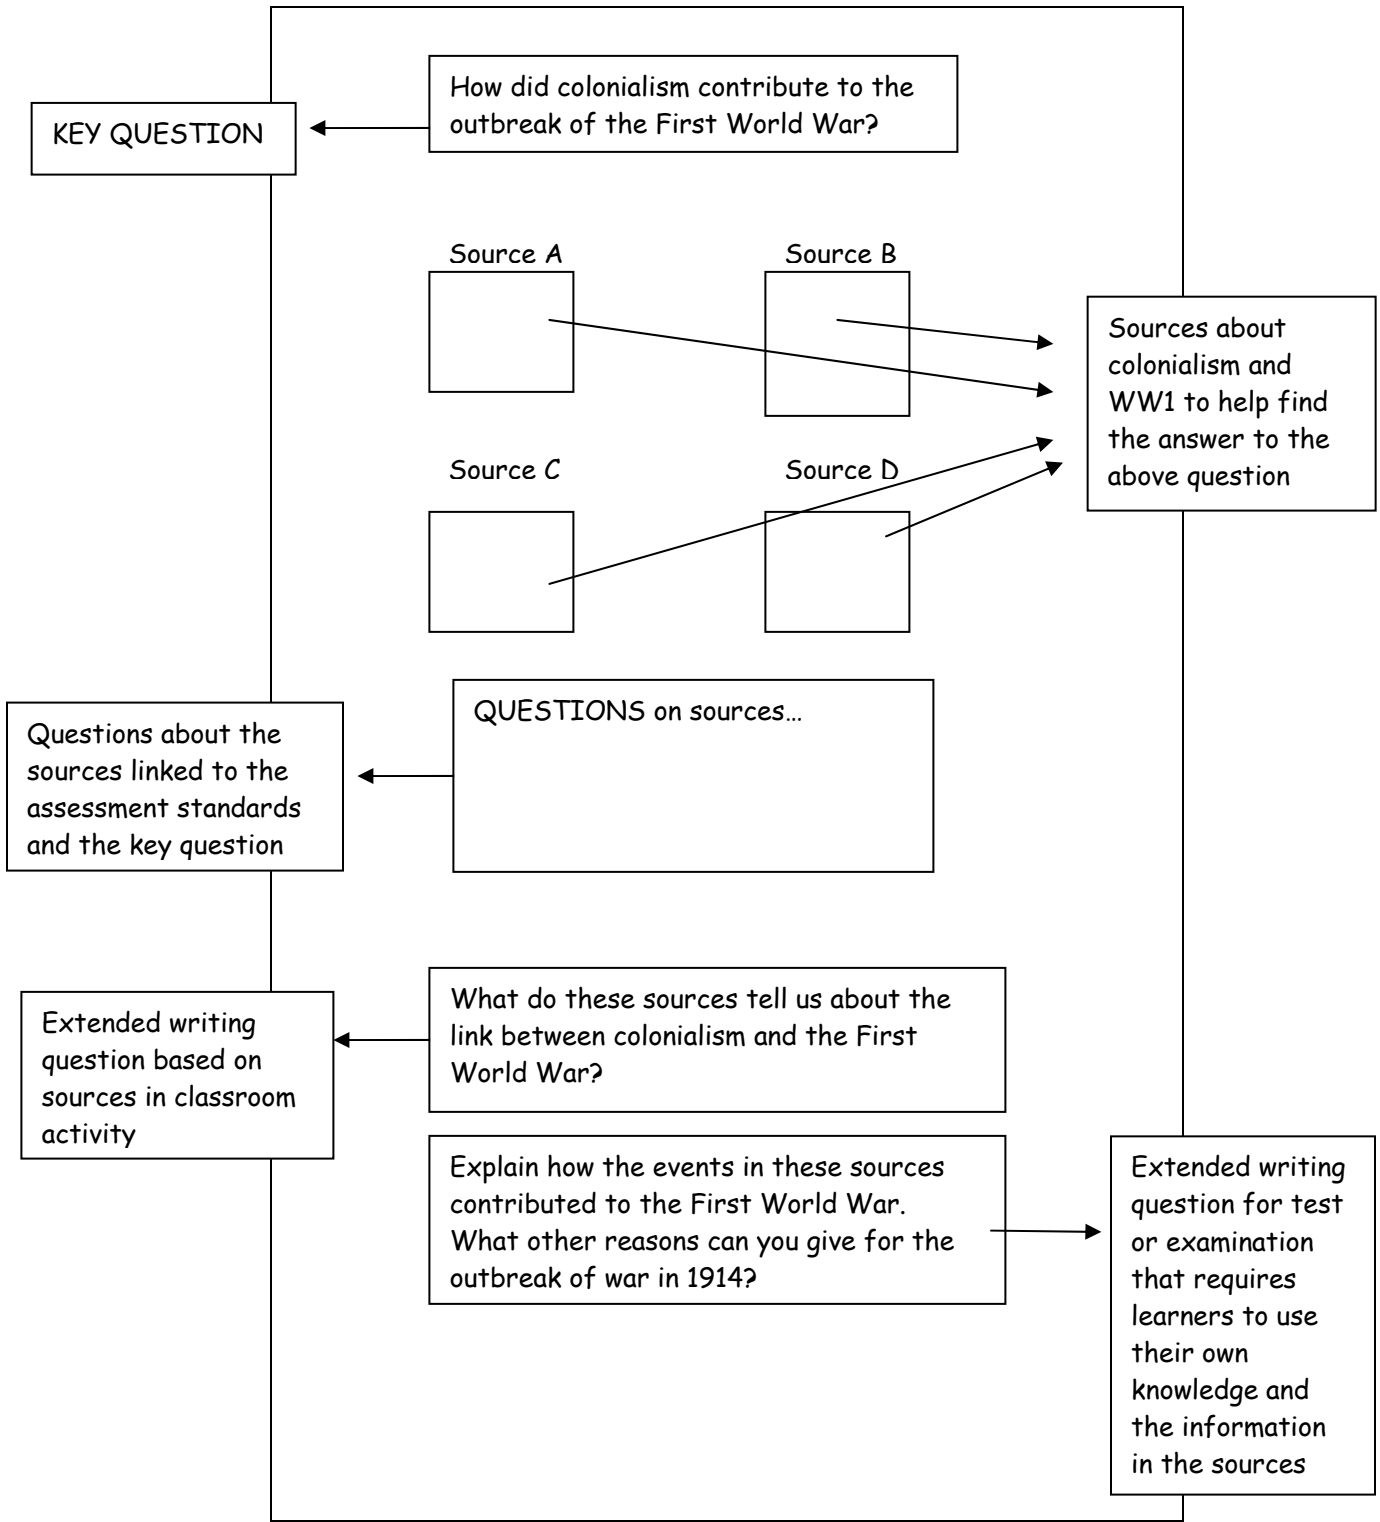 How did colonialism contribute to the
outbreak of the First World War?
KEY QUESTION
Source A
Source B
Sources about
colonialism and
WW1 to help find
the answer to the
above question
Source C
Source D
QUESTIONS on sources…
Questions about the
sources linked to the
assessment standards
and the key question
What do these sources tell us about the
link between colonialism and the First
World War?
Extended writing
question based on
sources in classroom
activity
Explain how the events in these sources
contributed to the First World War.
What other reasons can you give for the
outbreak of war in 1914?
Extended writing
question for test
or examination
that requires
learners to use
their own
knowledge and
the information
in the sources